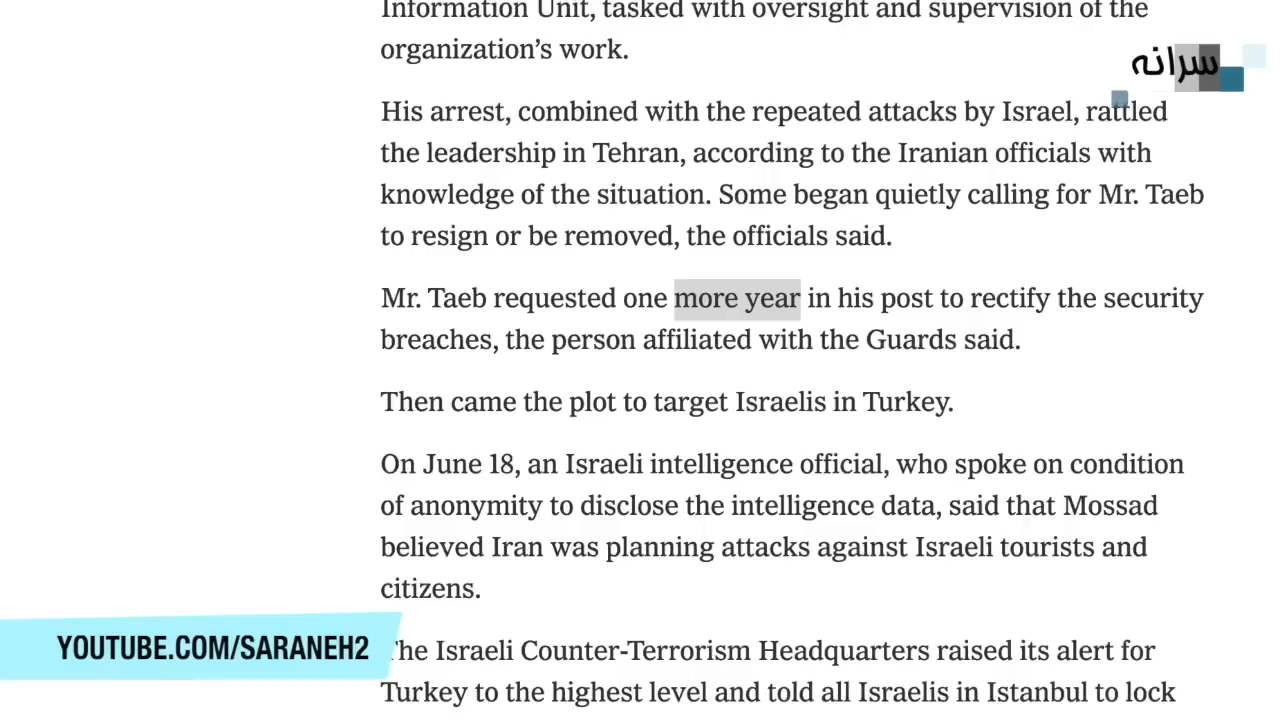 Information Unit, tasked with oversight and supervision of the
organization’s work.
سرانه
His arrest, combined with the repeated attacks by Israel, rattled
the leadership in Tehran, according to the Iranian officials with
knowledge of the situation. Some began quietly calling for Mr. Taeb
to resign or be removed, the officials said.
Mr. Taeb requested one more year in his post to rectify the security
breaches, the person affiliated with the Guards said.
Then came the plot to target Israelis in Turkey.
On June 18, an Israeli intelligence official, who spoke on condition
of anonymity to disclose the intelligence data, said that Mossad
believed Iran was planning attacks against Israeli tourists and
citizens.
YOUTUBE.COM/SARANEH2
The Israeli Counter-Terrorism Headquarters raised its alert for
Turkey to the highest level and told all Israelis in Istanbul to lock